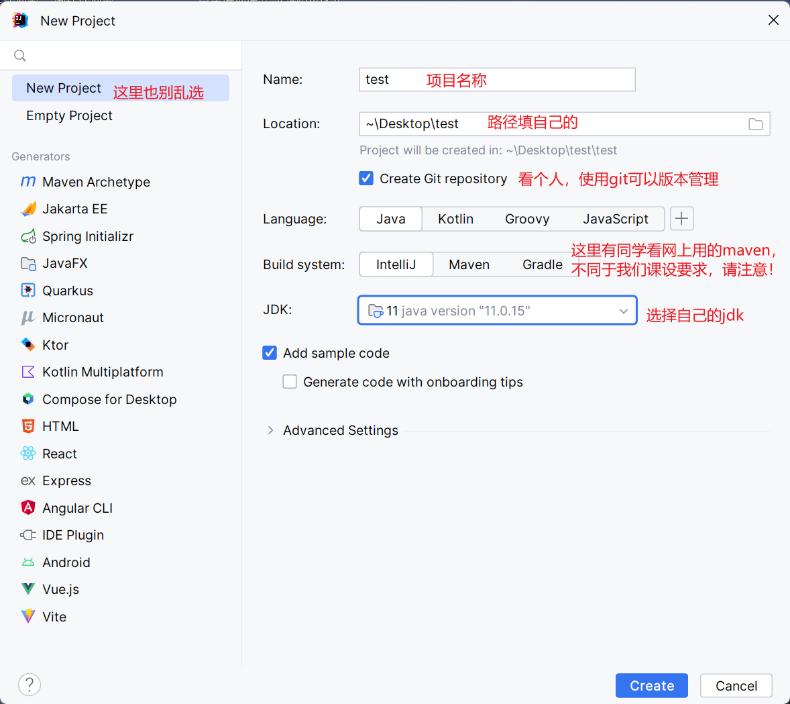 New Project
New Project 这里也别乱选
Empty Project
Generators
Maven Archetype
Jakarta EE
Spring Initializr
JavaFX
Quarkus
Micronaut
Ktor
Kotlin Multiplatform
Compose for Desktop
HTML
React
ex Express
Angular CLI
IDE Plugin
Android
Vue.js
Vite
Name: test 项目名称
Location: ~\Desktop\test 路径填自己的
Project will be created in: ~\Desktop\test\test
Create Git repository 看个人，使用git可以版本管理
Language: Java Kotlin Groovy JavaScript
Build system: IntelliJ Maven Gradle
这里有同学看网上用的maven，
不同于我们课设要求，请注意！
JDK: 11 java version "11.0.15" 选择自己的jdk
Add sample code
Generate code with onboarding tips
Advanced Settings
? Create Cancel